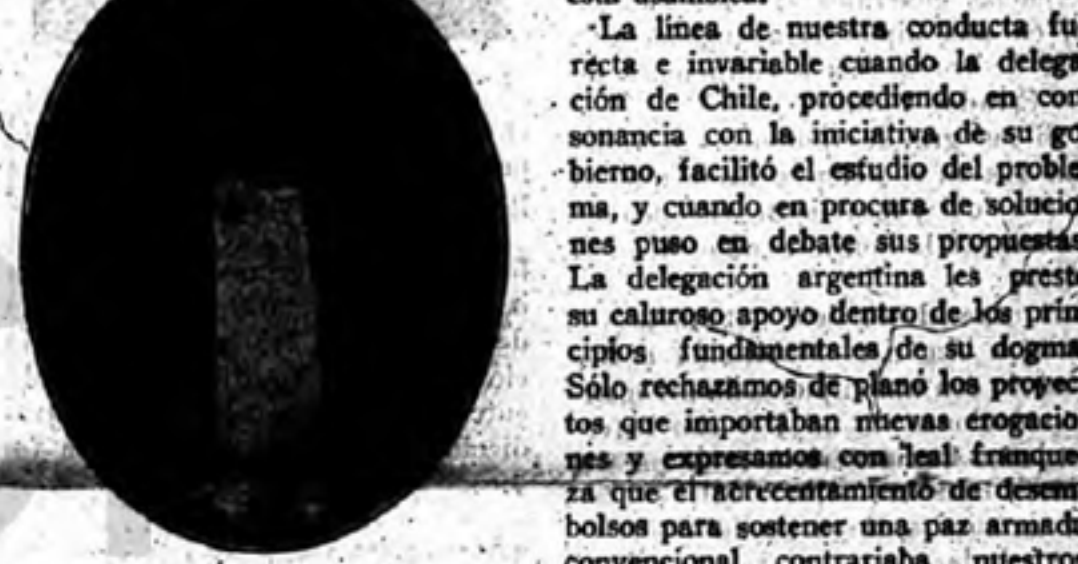 ·La línea de nuestra conducta fu
recta e invariable cuando la delega
ción de Chile, procediendo en con
sonancia con la iniciativa de su go
bierno, facilitó el estudio del proble
ma, y cuando en procura de solucio
nes puso en debate sus propuestas
La delegación argentina les prestó
su caluroso apoyo dentro de los prin
cipios fundamentales de su dogma
Sólo rechazamos de plano los proyec
tos que importaban nuevas erogacio
nes y expresamos con leal franque
za que el acrecentamiento de desem
bolsos para sostener una paz armada
convencional contrariaba nuestros